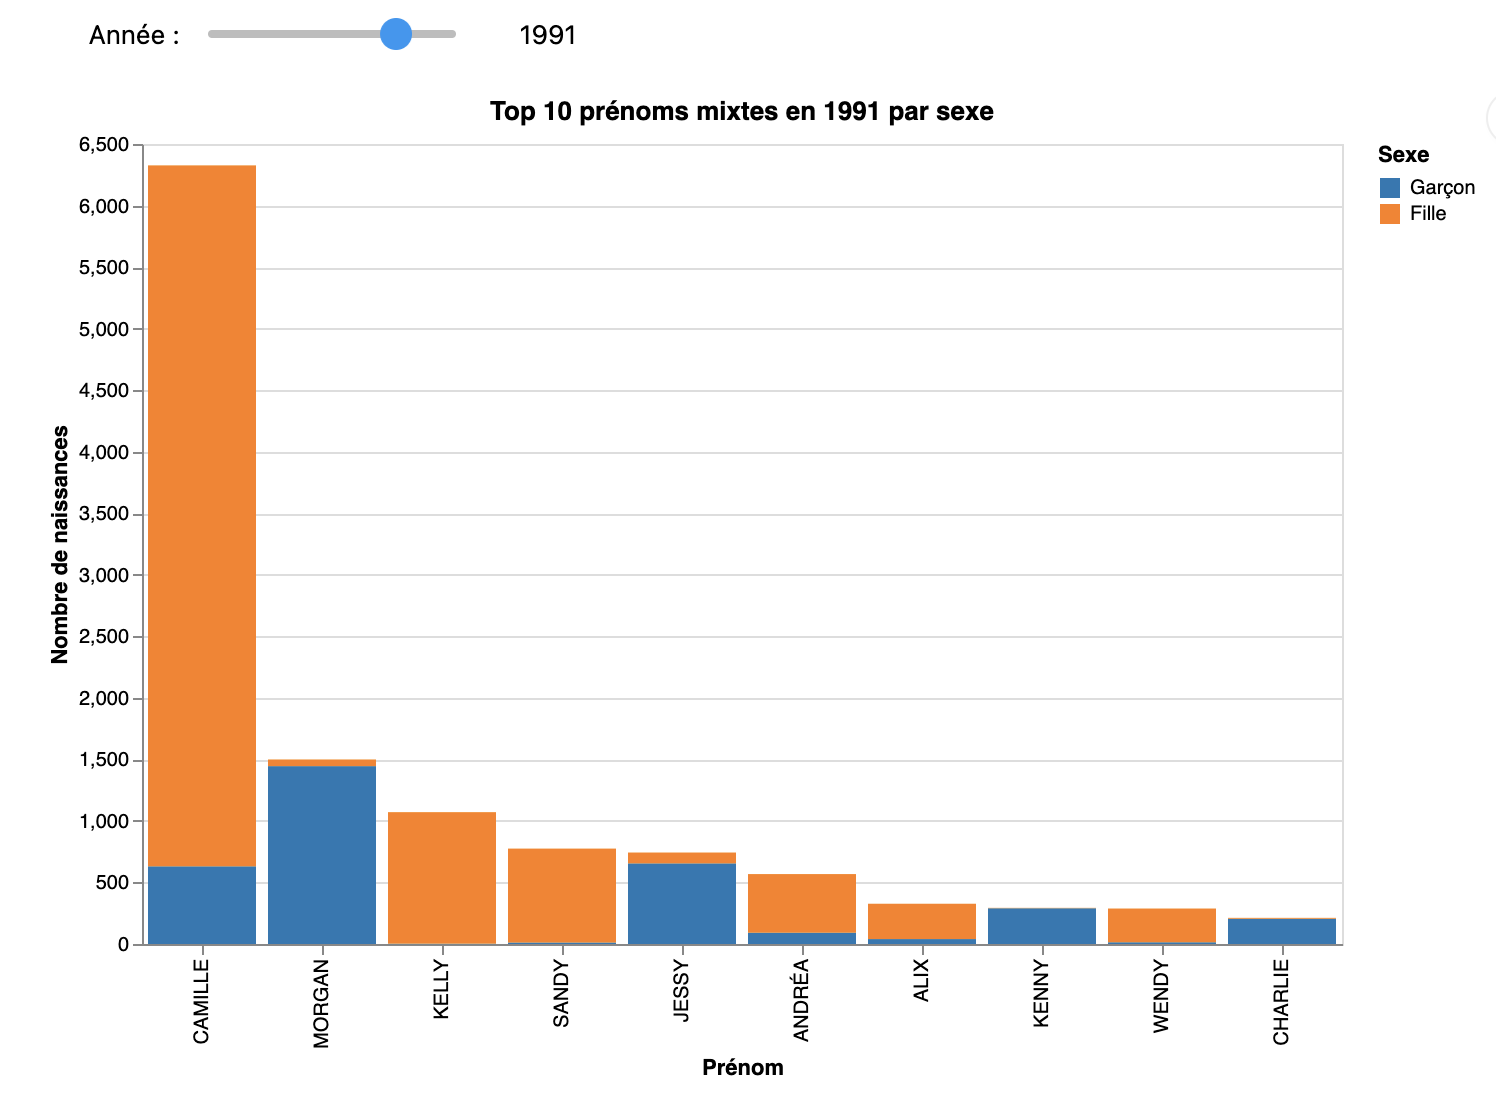 Année : 1991
Top 10 prénoms mixtes en 1991 par sexe
Sexe
Garçon
Fille
Nombre de naissances
6,500
6,000
5,500
5,000
4,500
4,000
3,500
3,000
2,500
2,000
1,500
1,000
500
0
CAMILLE
MORGAN
KELLY
SANDY
JESSY
ANDRÉA
ALIX
KENNY
WENDY
CHARLIE
Prénom